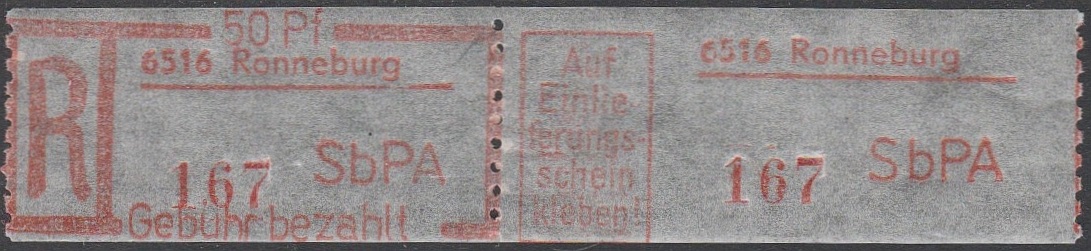 R
50 Pf
6516 Ronneburg
167 SbPA
Gebühr bezahlt
Auf
Einlie-
ferungs-
schein
kleben!
6516 Ronneburg
167 SbPA